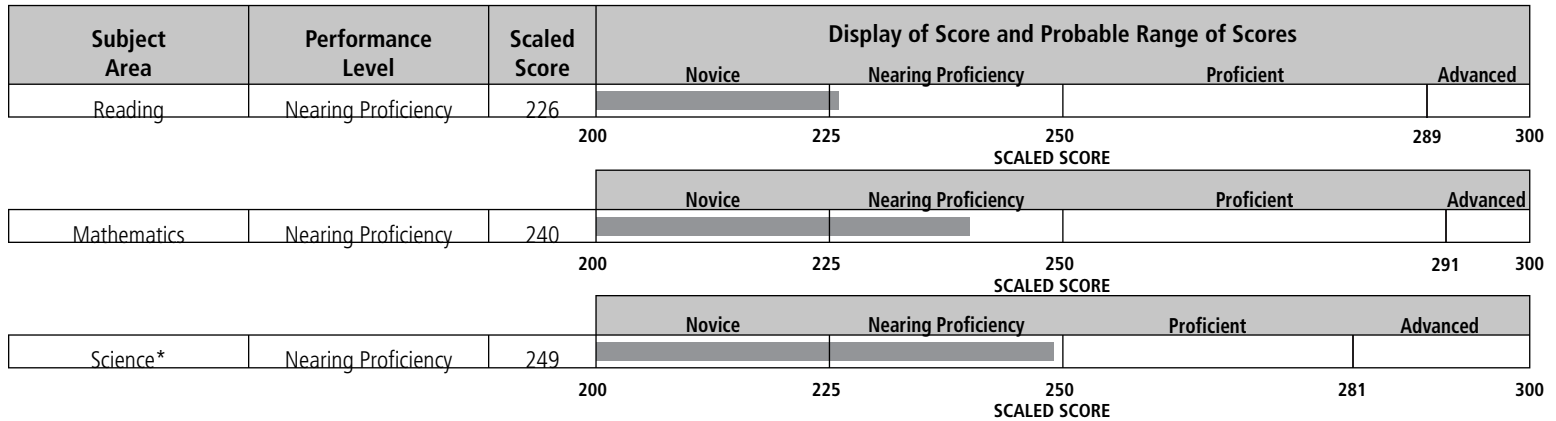 Subject Area Performance Level Scaled Score Display of Score and Probable Range of Scores
Novice Nearing Proficiency Proficient Advanced
Reading Nearing Proficiency 226
200 225 250 289 300
SCALED SCORE
Novice Nearing Proficiency Proficient Advanced
Mathematics Nearing Proficiency 240
200 225 250 291 300
SCALED SCORE
Novice Nearing Proficiency Proficient Advanced
Science* Nearing Proficiency 249
200 225 250 281 300
SCALED SCORE